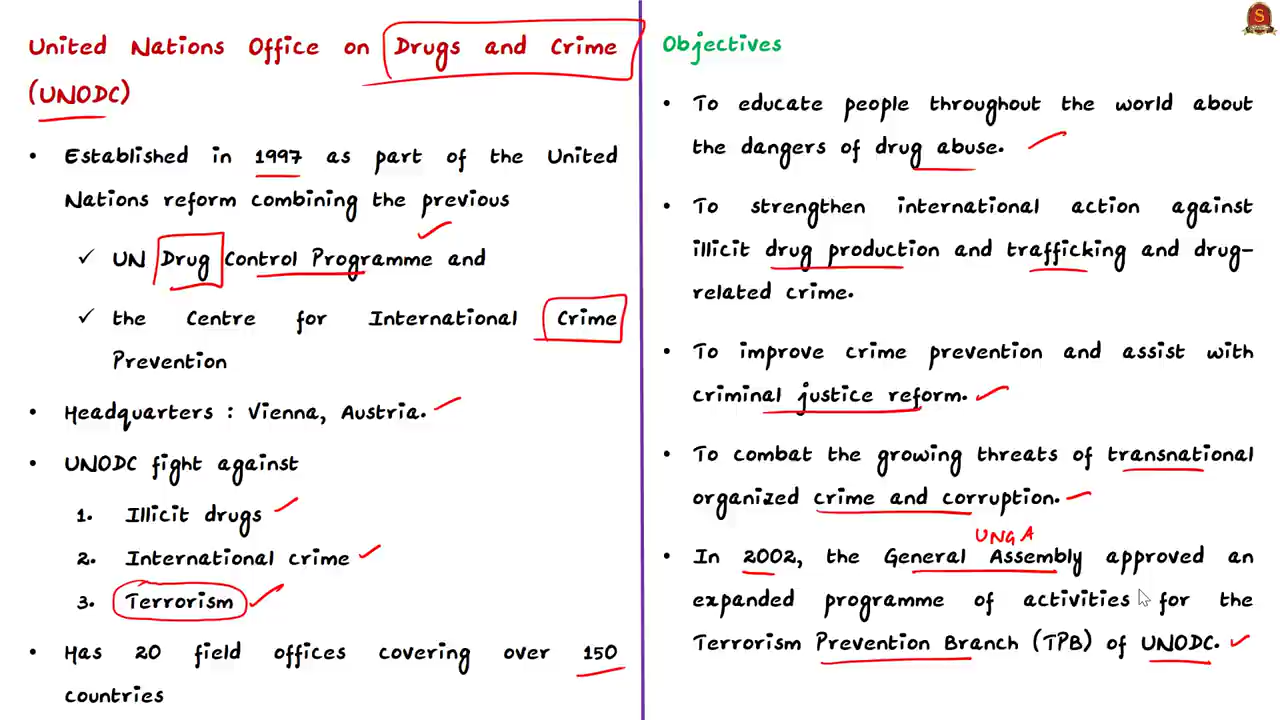 United Nations Office on Drugs and Crime
(UNODC)
• Established in 1997 as part of the United
Nations reform combining the previous
✓ UN Drug Control Programme and
✓ the Centre for International Crime
Prevention
• Headquarters : Vienna, Austria.
• UNODC fight against
1. Illicit drugs
2. International crime
3. Terrorism
• Has 20 field offices covering over 150
countries
Objectives
• To educate people throughout the world about
the dangers of drug abuse.
• To strengthen international action against
illicit drug production and trafficking and drug-
related crime.
• To improve crime prevention and assist with
criminal justice reform.
• To combat the growing threats of transnational
organized crime and corruption.
UNGA
• In 2002, the General Assembly approved an
expanded programme of activities for the
Terrorism Prevention Branch (TPB) of UNODC.